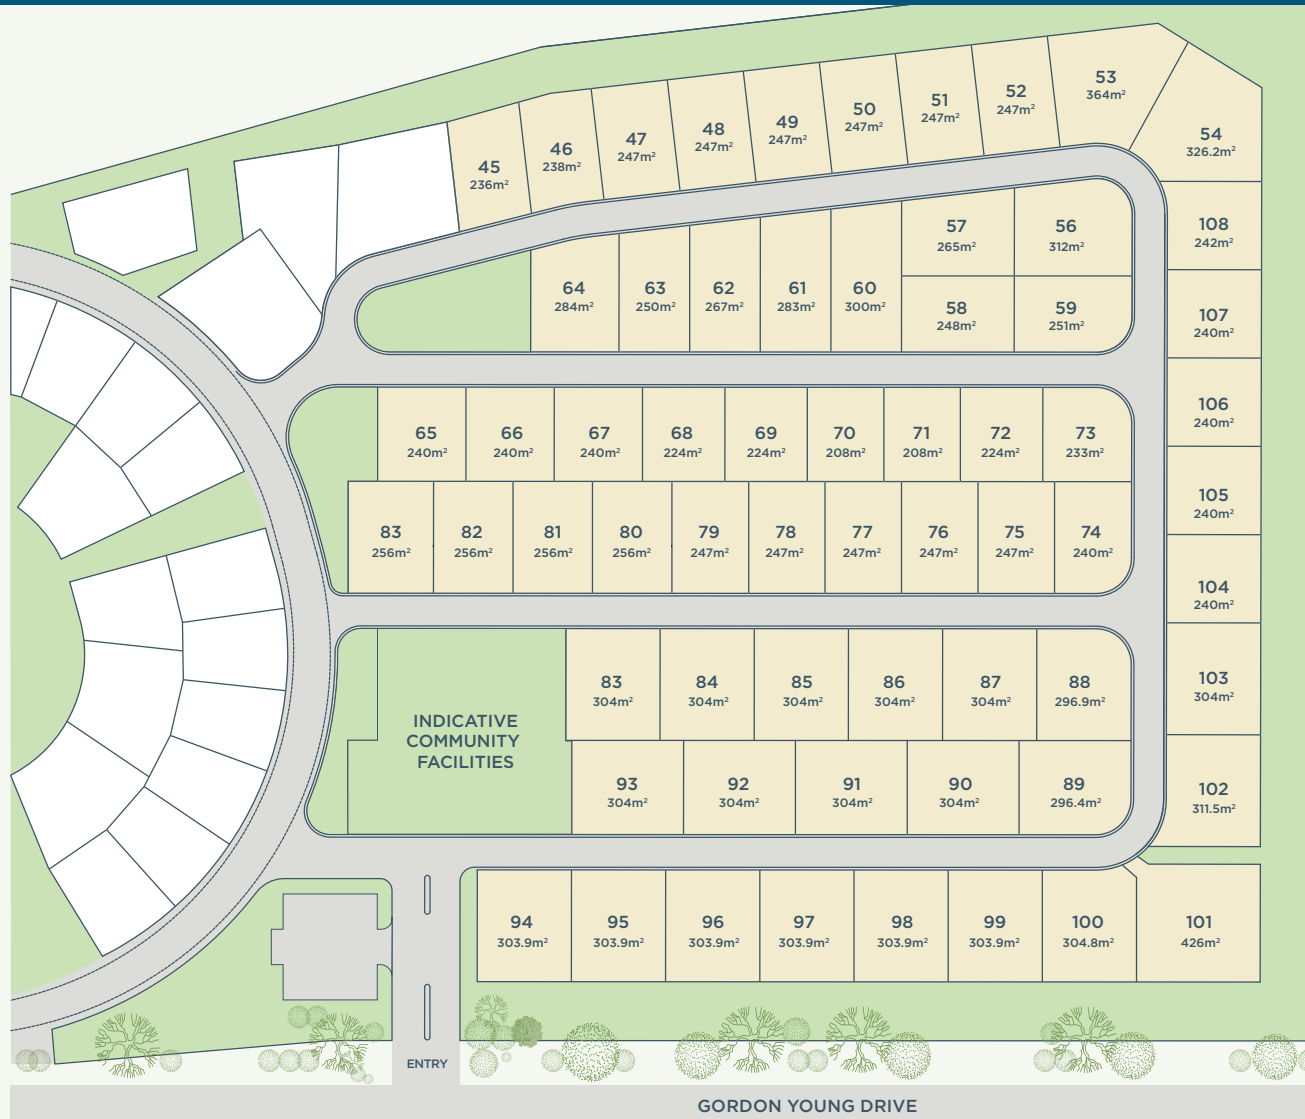 53
364m²
52
247m²
51
247m²
50
247m²
49
247m²
48
247m²
47
247m²
46
238m²
45
236m²
54
326.2m²
57
265m²
56
312m²
108
242m²
64
284m²
63
250m²
62
267m²
61
283m²
60
300m²
58
248m²
59
251m²
107
240m²
65
240m²
66
240m²
67
240m²
68
224m²
69
224m²
70
208m²
71
208m²
72
224m²
73
233m²
106
240m²
83
256m²
82
256m²
81
256m²
80
256m²
79
247m²
78
247m²
77
247m²
76
247m²
75
247m²
74
240m²
105
240m²
104
240m²
83
304m²
84
304m²
85
304m²
86
304m²
87
304m²
88
296.9m²
103
304m²
INDICATIVE
COMMUNITY
FACILITIES
93
304m²
92
304m²
91
304m²
90
304m²
89
296.4m²
102
311.5m²
94
303.9m²
95
303.9m²
96
303.9m²
97
303.9m²
98
303.9m²
99
303.9m²
100
304.8m²
101
426m²
ENTRY
GORDON YOUNG DRIVE